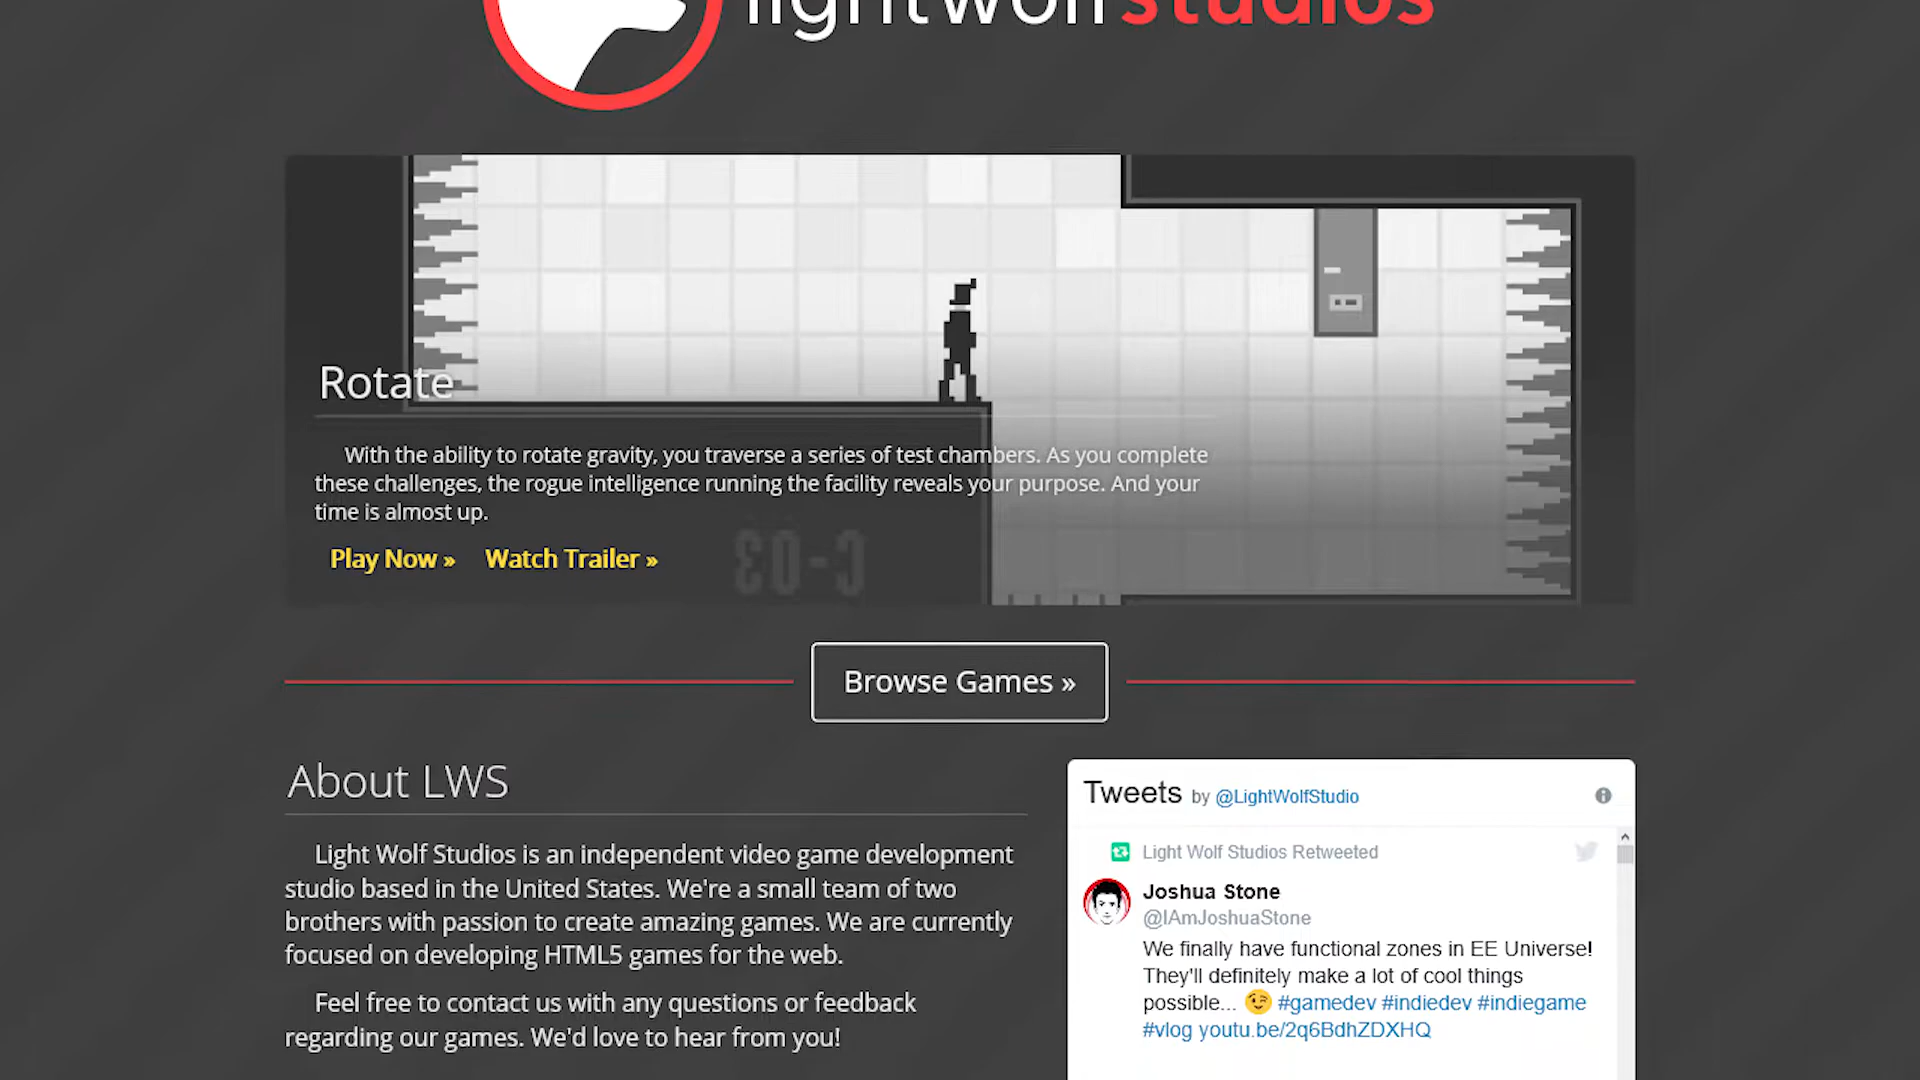 lightwolfstudios
Rotate
With the ability to rotate gravity, you traverse a series of test chambers. As you complete
these challenges, the rogue intelligence running the facility reveals your purpose. And your
time is almost up.
Play Now » Watch Trailer »
C-03
Browse Games »
About LWS
Light Wolf Studios is an independent video game development
studio based in the United States. We're a small team of two
brothers with passion to create amazing games. We are currently
focused on developing HTML5 games for the web.
Feel free to contact us with any questions or feedback
regarding our games. We'd love to hear from you!
Tweets by @LightWolfStudio
Light Wolf Studios Retweeted
Joshua Stone
@IAmJoshuaStone
We finally have functional zones in EE Universe!
They'll definitely make a lot of cool things
possible... 😉 #gamedev #indiedev #indiegame
#vlog youtu.be/2q6BdhZDXHQ